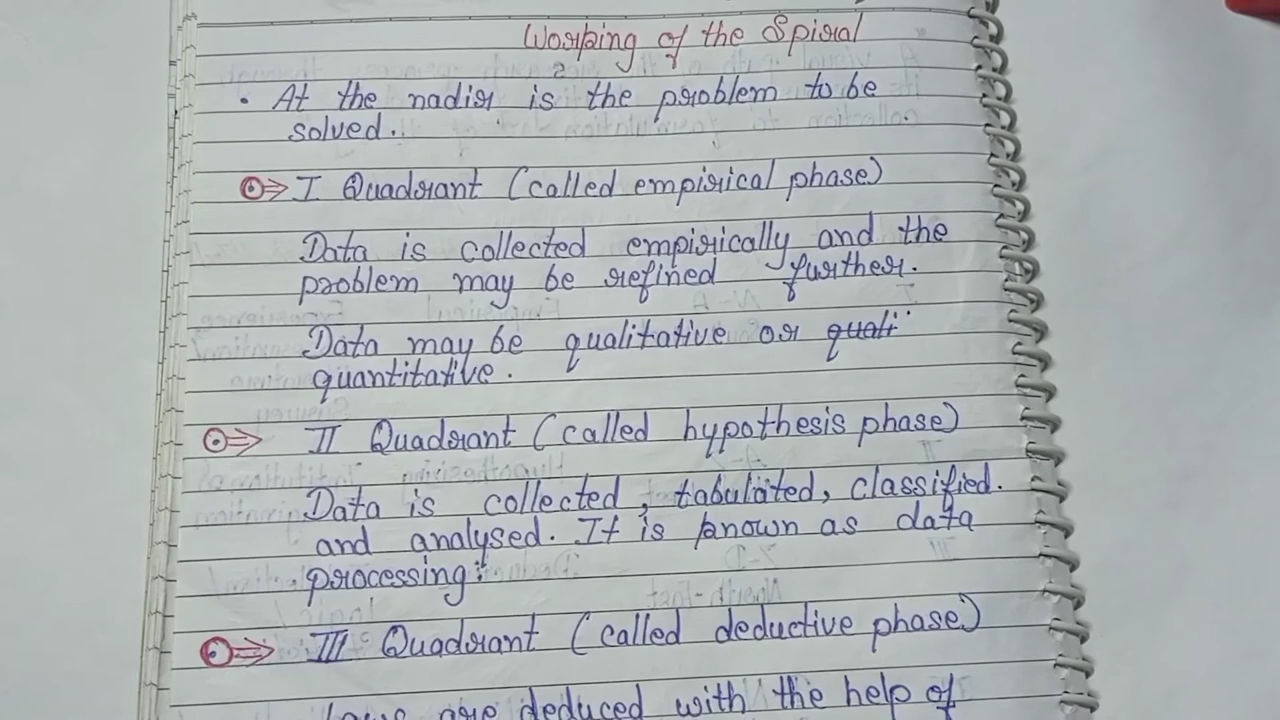 Working of the Spiral
• At the nadir is the problem to be
solved.
I Quadrant (called empirical phase)
Data is collected empirically and the
problem may be refined further.
Data may be qualitative or quali
quantitative.
II Quadrant (called hypothesis phase)
Data is collected, tabulated, classified.
and analysed. It is known as data
processing.
III Quadrant (called deductive phase)
Laws are deduced with the help of